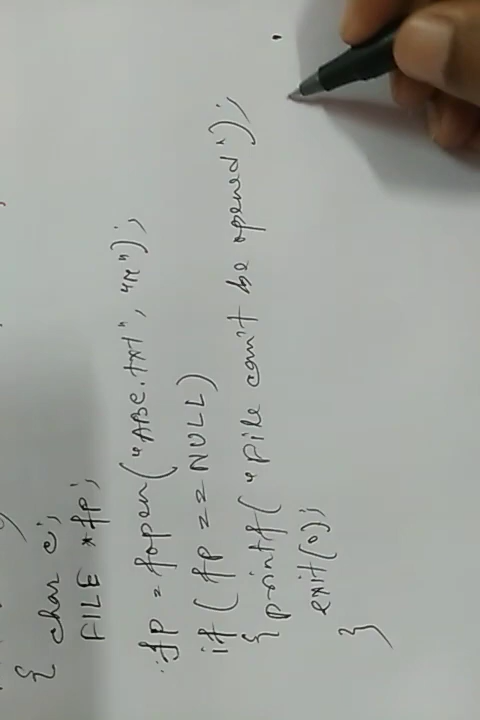 { char c;
FILE *fp;
fp = fopen("ABC.txt", "r");
if (fp == NULL)
{ printf("File can't be opened");
exit(0);
}